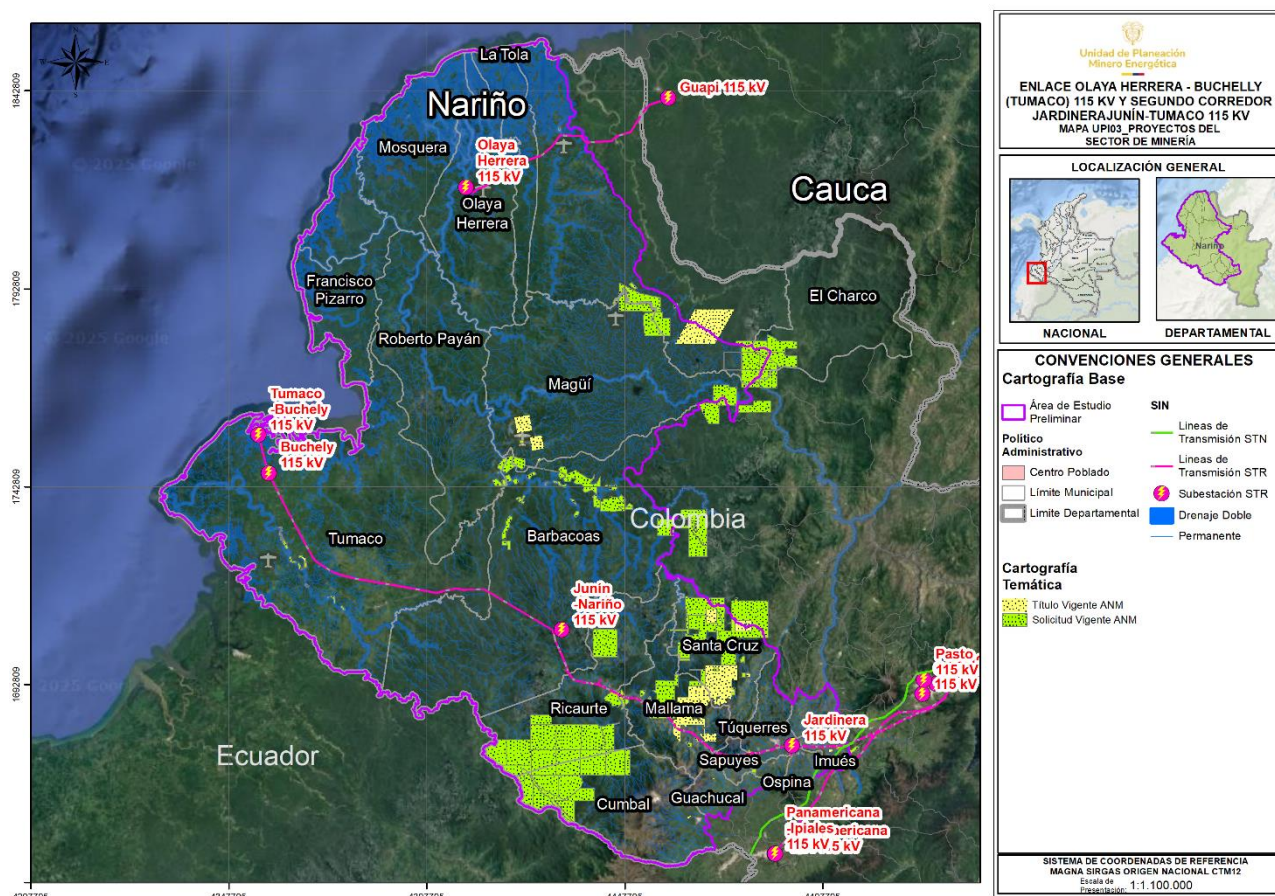 La Tola
Nariño
Guapi 115 kV
Mosquera
Olaya
Herrera
115 kV
Olaya
Herrera
Cauca
Francisco
Pizarro
El Charco
Roberto Payán
Magüí
Tumaco
-Buchely
115 kV
Buchely
115 kV
Colombia
Tumaco
Barbacoas
Junín
-Nariño
115 kV
Santa Cruz
Pasto
115 kV
115 kV
Ricaurte
Mallama
Túquerres
Jardinera
115 kV
Ecuador
Sapuyes
Imués
Ospina
Guachucal
Cumbal
Panamericana
-Ipiales
115 kV
1842809
1792809
1742809
1692809
© 2025 Google
Unidad de Planeación
Minero Energética
ENLACE OLAYA HERRERA - BUCHELLY
(TUMACO) 115 KV Y SEGUNDO CORREDOR
JARDINERAJUNÍN-TUMACO 115 KV
MAPA UPI03_PROYECTOS DEL
SECTOR DE MINERÍA
LOCALIZACIÓN GENERAL
Nariño
NACIONAL
DEPARTAMENTAL
CONVENCIONES GENERALES
Cartografía Base
Área de Estudio
Preliminar
Político
Administrativo
Centro Poblado
Límite Municipal
Limite Departamental
SIN
Lineas de
Transmisión STN
Lineas de
Transmisión STR
Subestación STR
Drenaje Doble
Permanente
Cartografía
Temática
Título Vigente ANM
Solicitud Vigente ANM
SISTEMA DE COORDENADAS DE REFERENCIA
MAGNA SIRGAS ORIGEN NACIONAL CTM12
Escala de
Presentación: 1:1.100.000